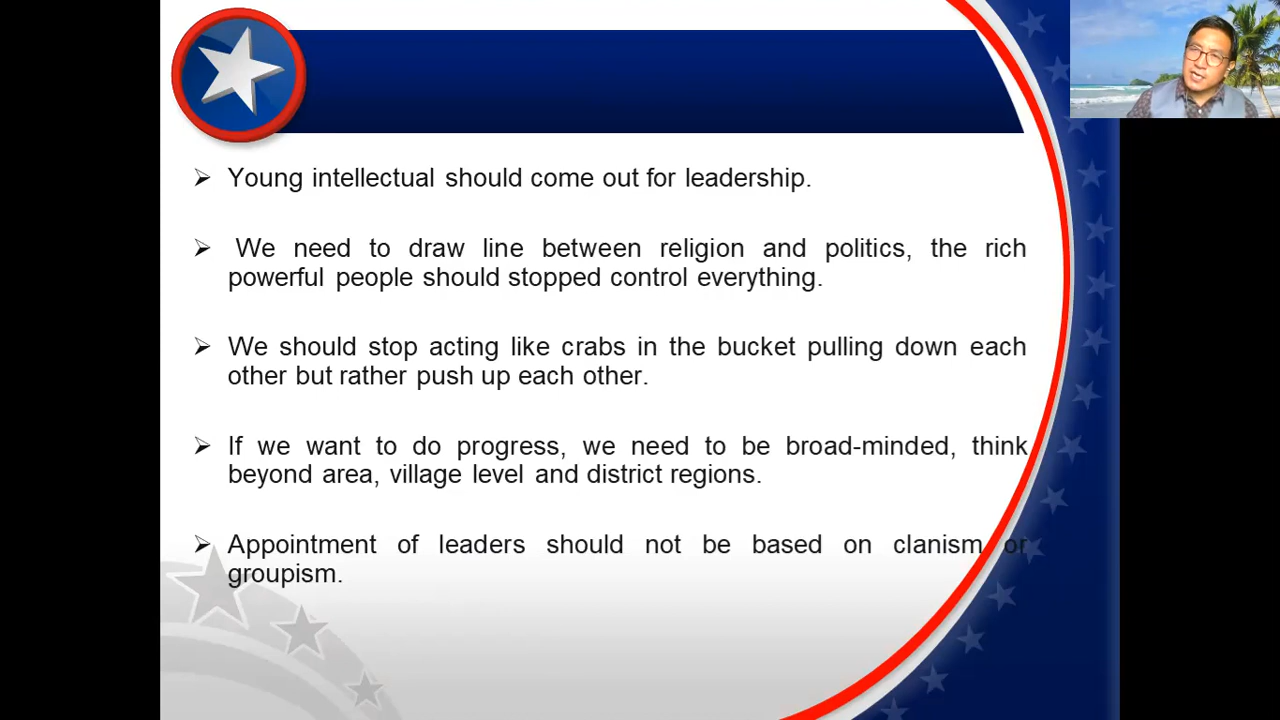 Young intellectual should come out for leadership.
We need to draw line between religion and politics, the rich
powerful people should stopped control everything.
We should stop acting like crabs in the bucket pulling down each
other but rather push up each other.
If we want to do progress, we need to be broad-minded, think
beyond area, village level and district regions.
Appointment of leaders should not be based on clanism or
groupism.